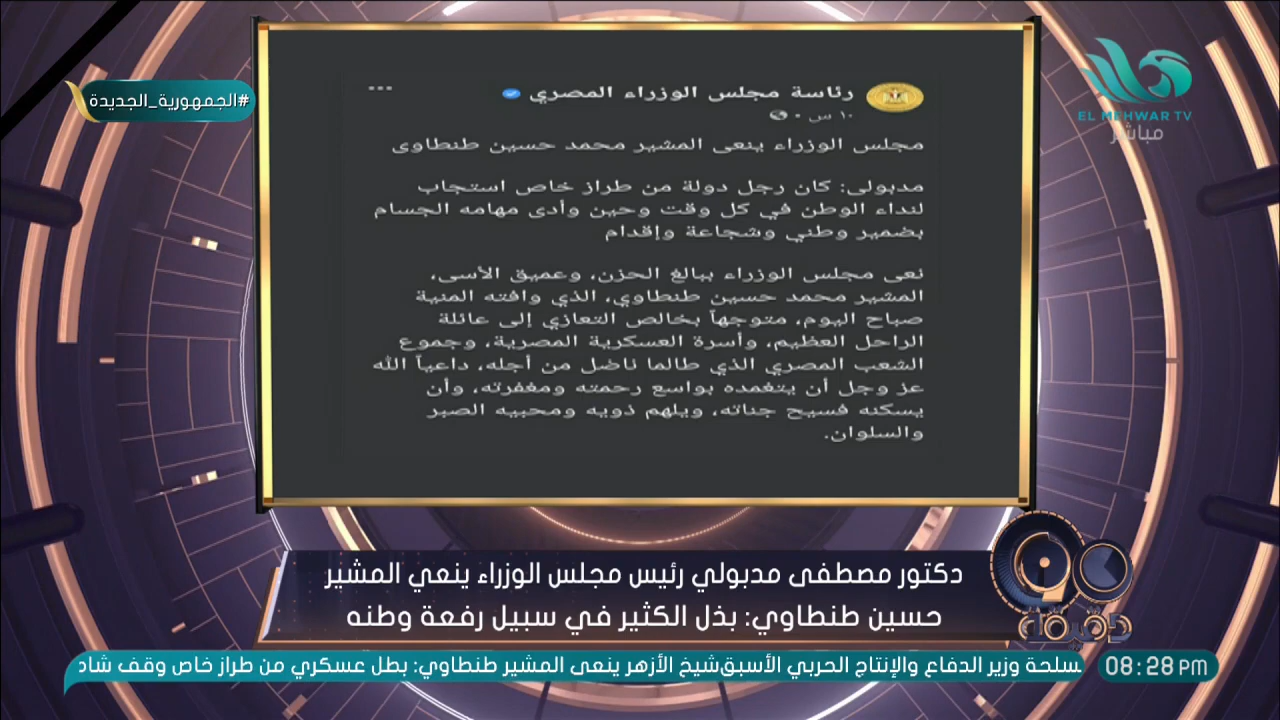 #الجمهورية_الجديدة
EL MEHWAR TV
مباشر
رئاسة مجلس الوزراء المصري
١٠ س •
مجلس الوزراء ينعى المشير محمد حسين طنطاوى
مدبولى: كان رجل دولة من طراز خاص استجاب
لنداء الوطن في كل وقت وحين وأدى مهامه الجسام
بضمير وطني وشجاعة وإقدام
نعى مجلس الوزراء ببالغ الحزن، وعميق الأسى،
المشير محمد حسين طنطاوي، الذي وافته المنية
صباح اليوم، متوجهاً بخالص التعازي إلى عائلة
الراحل العظيم، وأسرة العسكرية المصرية، وجموع
الشعب المصري الذي طالما ناضل من أجله، داعياً الله
عز وجل أن يتغمده بواسع رحمته ومغفرته، وأن
يسكنه فسيح جناته، ويلهم ذويه ومحبيه الصبر
والسلوان.
دكتور مصطفى مدبولي رئيس مجلس الوزراء ينعي المشير
حسين طنطاوي: بذل الكثير في سبيل رفعة وطنه
90 دقيقة
سلحة وزير الدفاع والإنتاج الحربي الأسبق شيخ الأزهر ينعى المشير طنطاوي: بطل عسكري من طراز خاص وقف شاد
08:28 PM